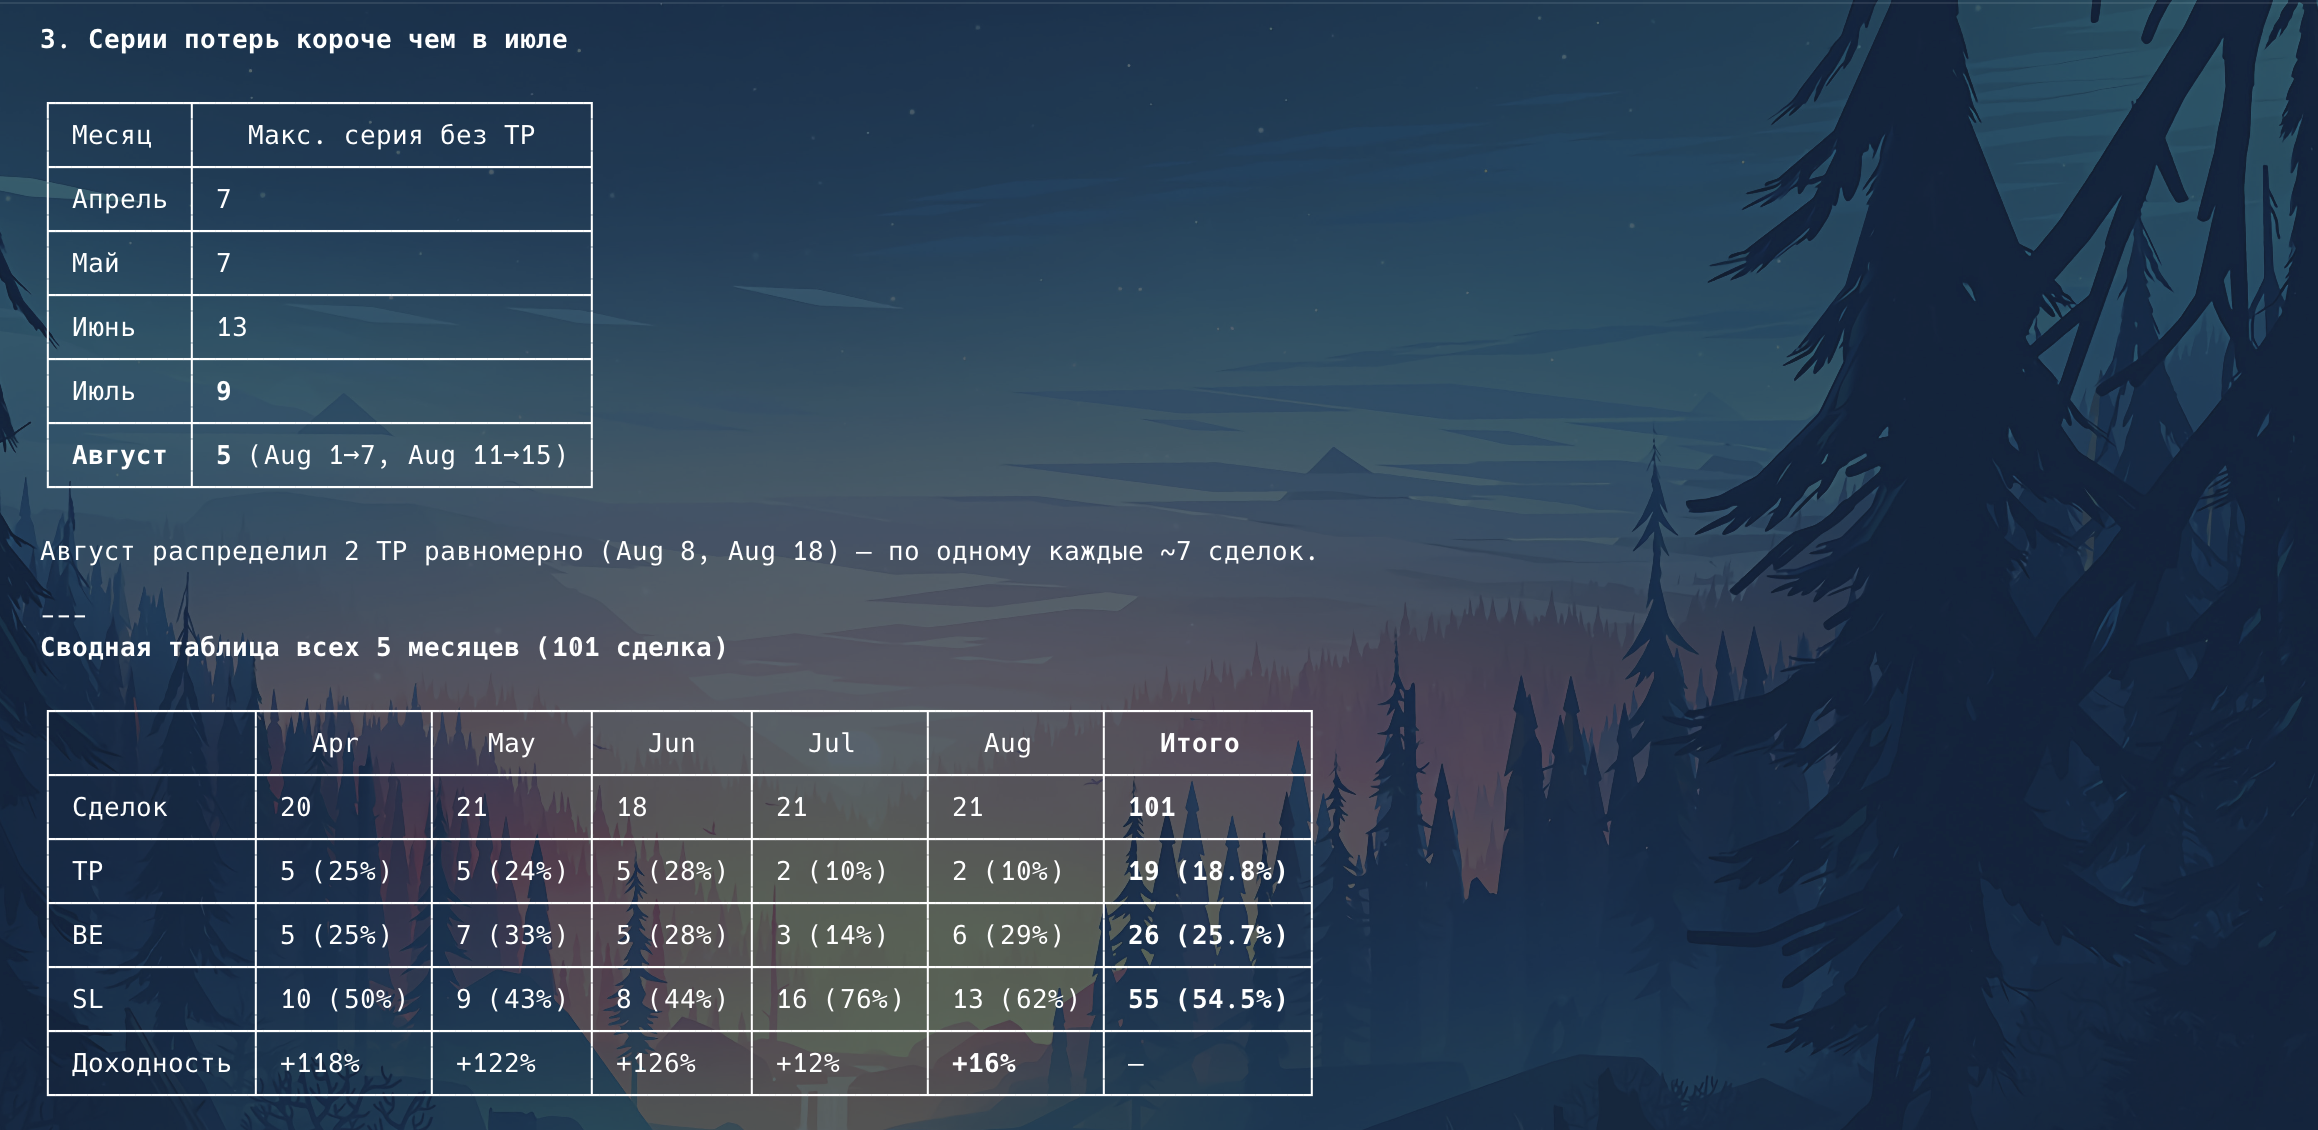 3. Серии потерь короче чем в июле
Месяц Макс. серия без TP
Апрель 7
Май 7
Июнь 13
Июль 9
Август 5 (Aug 1→7, Aug 11→15)
Август распределил 2 TP равномерно (Aug 8, Aug 18) — по одному каждые ~7 сделок.
---
Сводная таблица всех 5 месяцев (101 сделка)
Apr May Jun Jul Aug Итого
Сделок 20 21 18 21 21 101
TP 5 (25%) 5 (24%) 5 (28%) 2 (10%) 2 (10%) 19 (18.8%)
BE 5 (25%) 7 (33%) 5 (28%) 3 (14%) 6 (29%) 26 (25.7%)
SL 10 (50%) 9 (43%) 8 (44%) 16 (76%) 13 (62%) 55 (54.5%)
Доходность +118% +122% +126% +12% +16% —